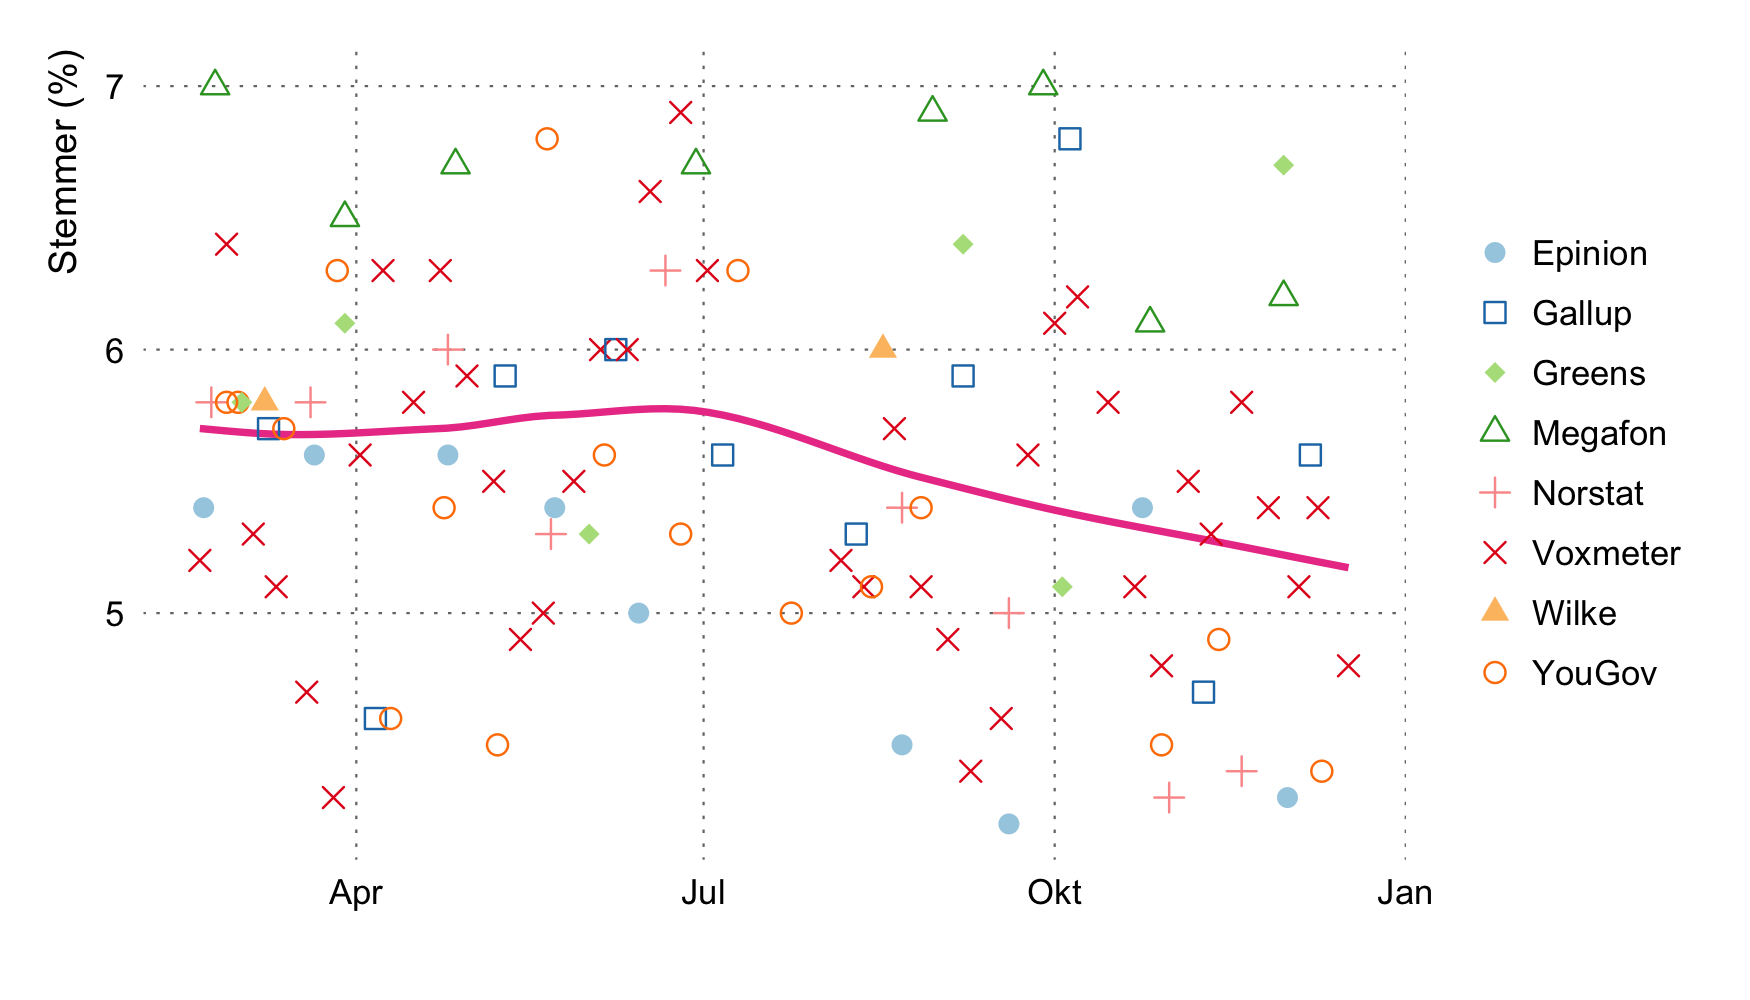 Stemmer (%)
7
6
5
Apr Jul Okt Jan
Epinion
Gallup
Greens
Megafon
Norstat
Voxmeter
Wilke
YouGov